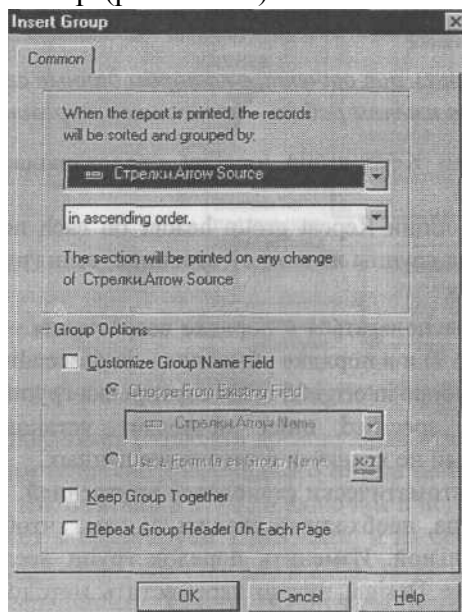 Insert Group
Common
When the report is printed, the records
will be sorted and grouped by:
Стрелки.Arrow Source
in ascending order.
The section will be printed on any change
of Стрелки.Arrow Source
Group Options:
Customize Group Name Field
Choose From Existing Field
Стрелки.Arrow Name
Use a Formula as Group Name
X+2
Keep Group Together
Repeat Group Header On Each Page
OK
Cancel
Help